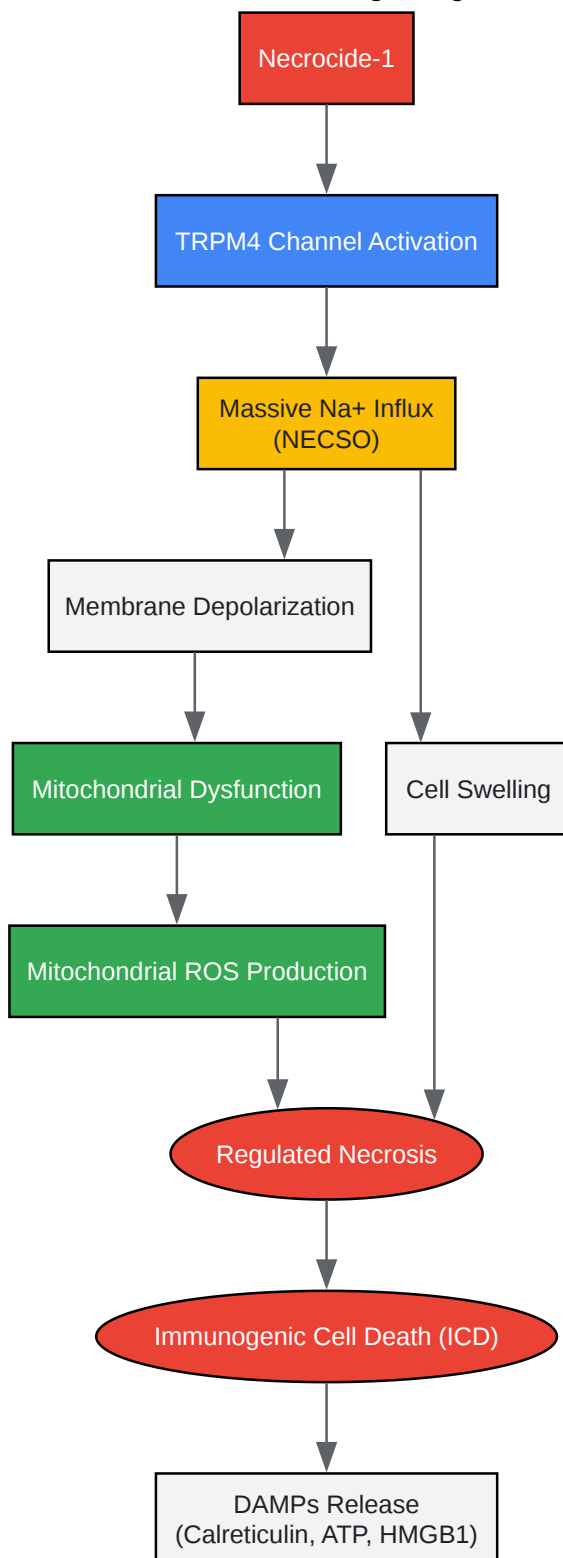 Necrocide-1
TRPM4 Channel Activation
Massive Na+ Influx
(NECSO)
Membrane Depolarization
Mitochondrial Dysfunction
Cell Swelling
Mitochondrial ROS Production
Regulated Necrosis
Immunogenic Cell Death (ICD)
DAMPs Release
(Calreticulin, ATP, HMGB1)